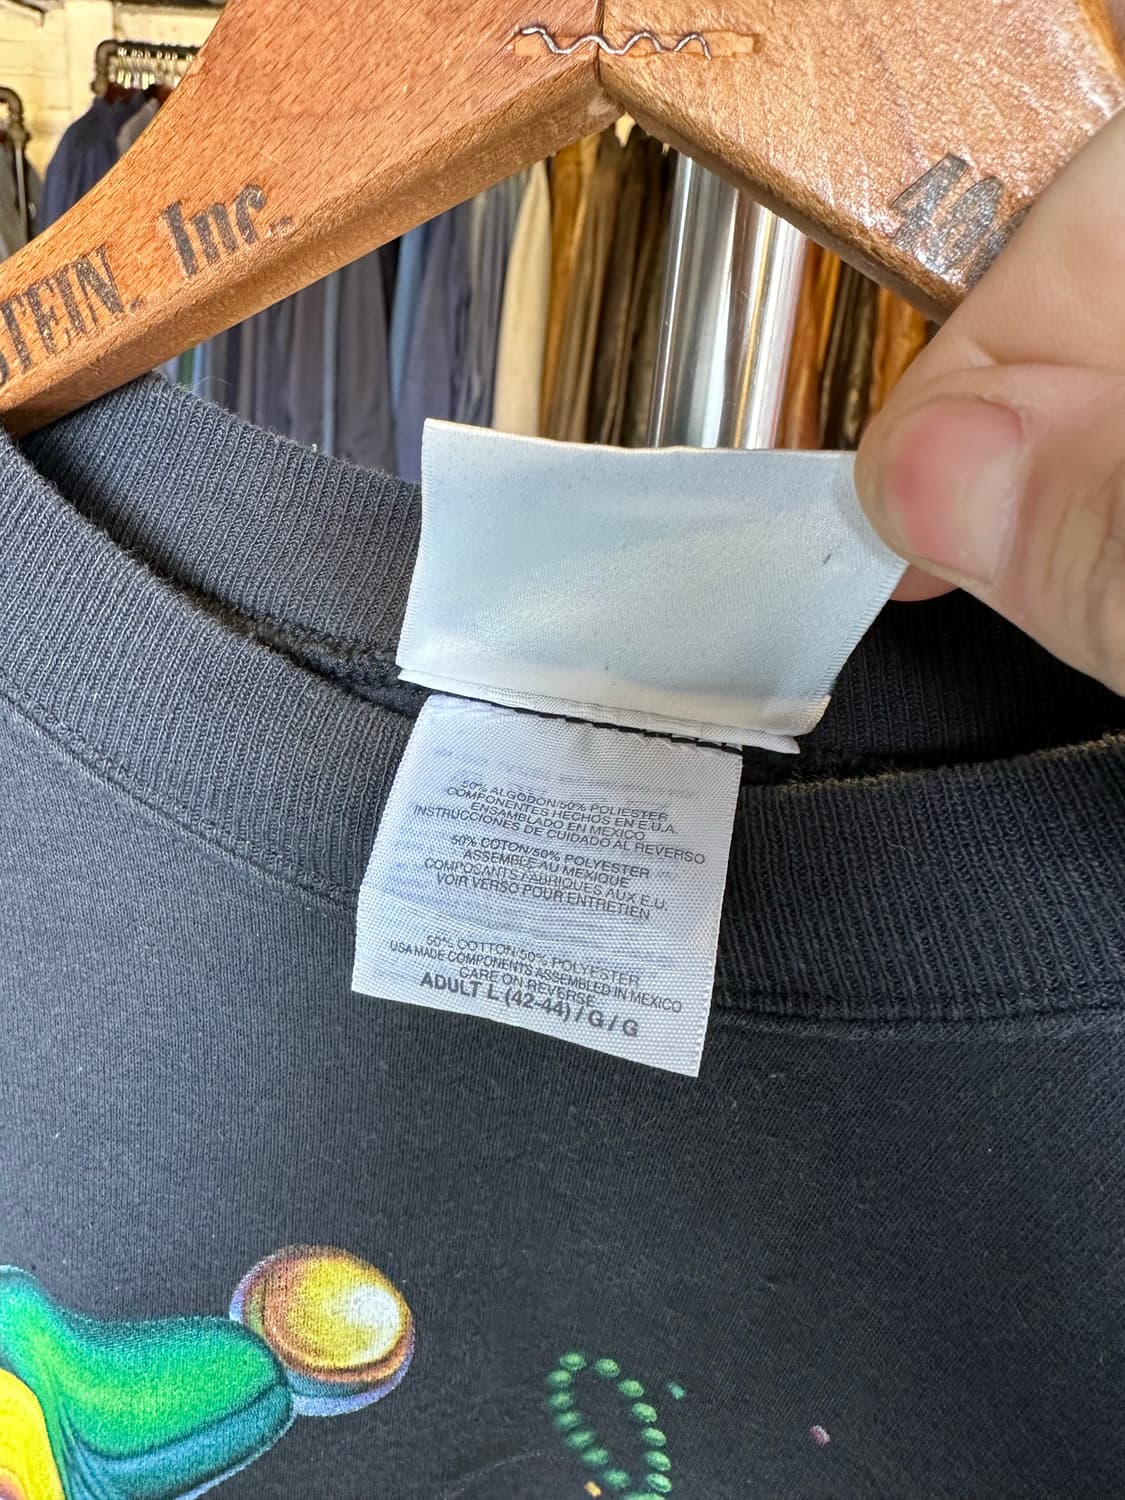 STEIN. Inc.
50% ALGODON/50% POLIESTER
COMPONENTES HECHOS EN E.U.A.
ENSAMBLADO EN MEXICO
INSTRUCCIONES DE CUIDADO AL REVERSO
50% COTON/50% POLYESTER
ASSEMBLE AU MEXIQUE
COMPOSANTS FABRIQUES AUX E.U.
VOIR VERSO POUR ENTRETIEN
50% COTTON/50% POLYESTER
USA MADE COMPONENTS ASSEMBLED IN MEXICO
CARE ON REVERSE
ADULT L (42-44) / G / G